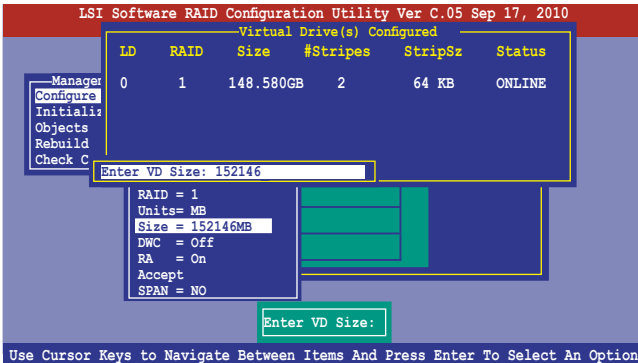 LSI Software RAID Configuration Utility Ver C.05 Sep 17, 2010
Virtual Drive(s) Configured
LD RAID Size #Stripes StripSz Status
0 1 148.580GB 2 64 KB ONLINE
Configure
Initializ
Objects
Rebuild
Check C
Enter VD Size: 152146_
RAID = 1
Units= MB
Size = 152146MB
DWC = Off
RA = On
Accept
SPAN = NO
Enter VD Size:
Use Cursor Keys to Navigate Between Items And Press Enter To Select An Option